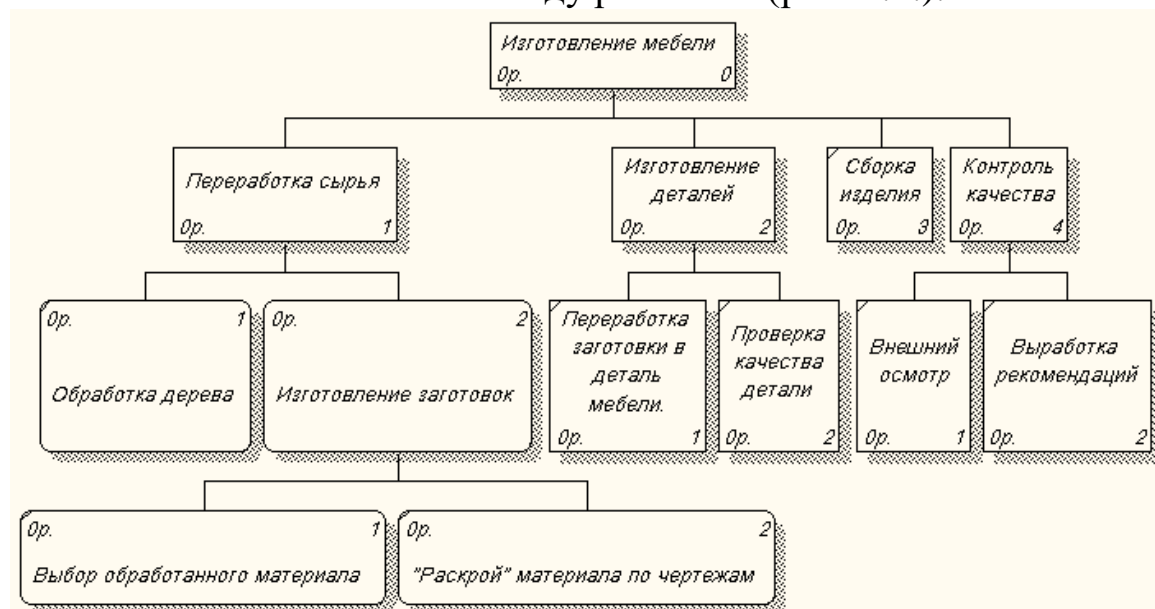 Изготовление мебели
0р. 0
Переработка сырья
0р. 1
Изготовление
деталей
0р. 2
Сборка
изделия
0р. 3
Контроль
качества
0р. 4
0р. 1
Обработка дерева
0р. 2
Изготовление заготовок
Переработка
заготовки в
деталь
мебели.
0р. 1
Проверка
качества
детали
0р. 2
Внешний
осмотр
0р. 1
Выработка
рекомендаций
0р. 2
0р. 1
Выбор обработанного материала
0р. 2
"Раскрой" материала по чертежам